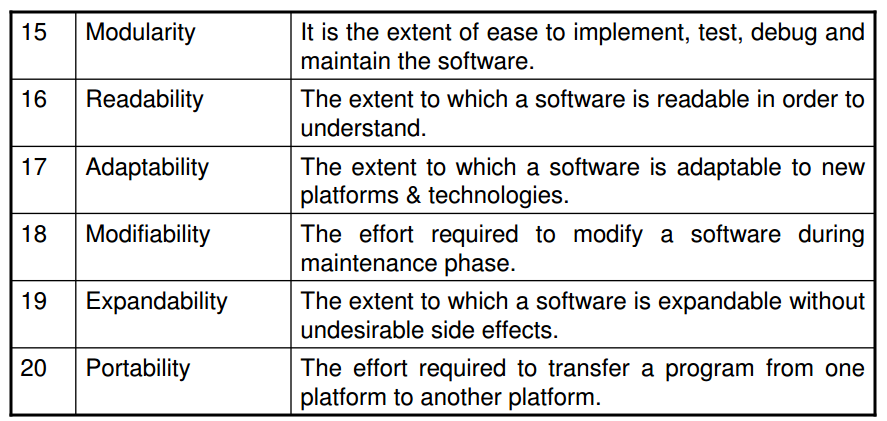 15 Modularity It is the extent of ease to implement, test, debug and
maintain the software.
16 Readability The extent to which a software is readable in order to
understand.
17 Adaptability The extent to which a software is adaptable to new
platforms & technologies.
18 Modifiability The effort required to modify a software during
maintenance phase.
19 Expandability The extent to which a software is expandable without
undesirable side effects.
20 Portability The effort required to transfer a program from one
platform to another platform.